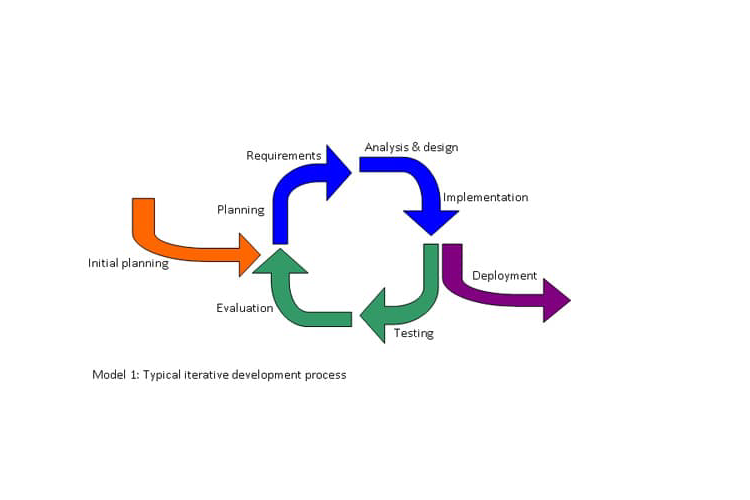 Analysis & design
Requirements
Implementation
Planning
Initial planning
Deployment
Evaluation
Testing
Model 1: Typical iterative development process